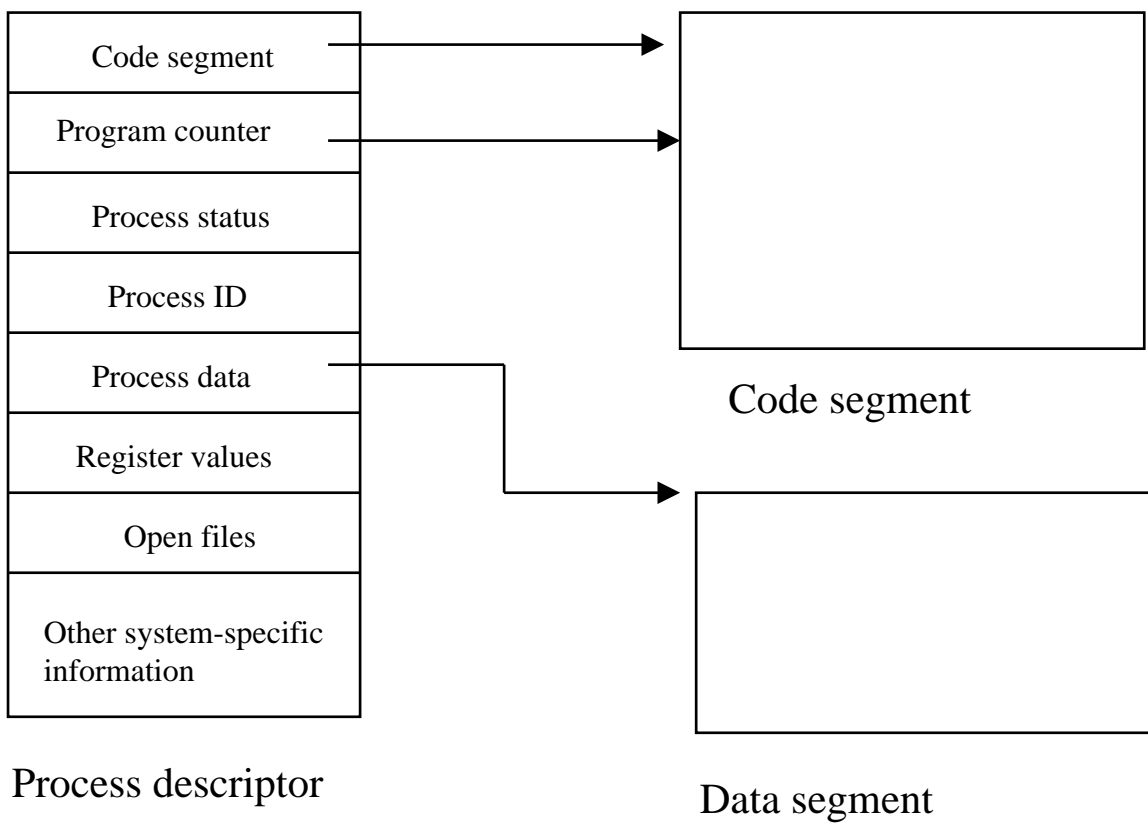 Code segment
Program counter
Process status
Process ID
Process data
Register values
Open files
Other system-specific
information
Process descriptor
Code segment
Data segment